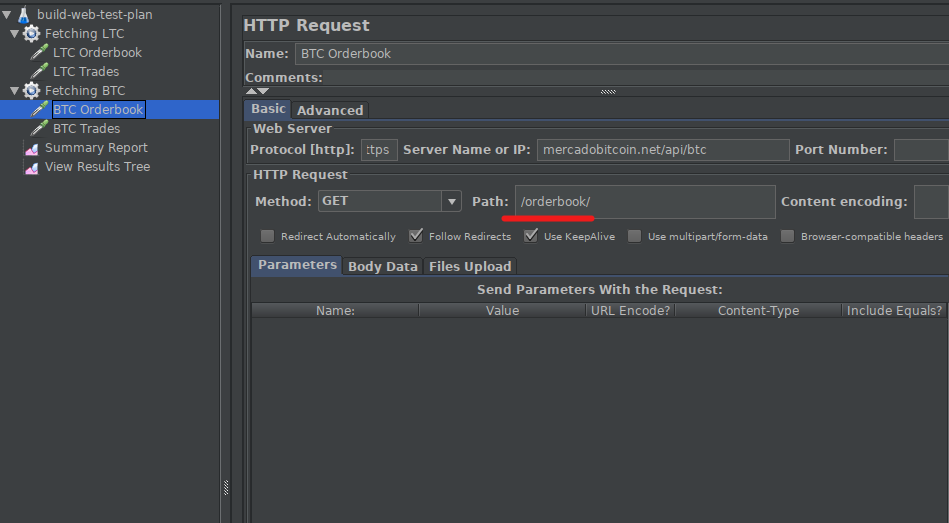 build-web-test-plan
Fetching LTC
LTC Orderbook
LTC Trades
Fetching BTC
BTC Orderbook
BTC Trades
Summary Report
View Results Tree
HTTP Request
Name: BTC Orderbook
Comments:
Basic Advanced
Web Server
Protocol [http]: ttps Server Name or IP: mercadobitcoin.net/api/btc Port Number:
HTTP Request
Method: GET Path: /orderbook/ Content encoding:
Redirect Automatically Follow Redirects Use KeepAlive Use multipart/form-data Browser-compatible headers
Parameters Body Data Files Upload
Send Parameters With the Request:
Name: Value URL Encode? Content-Type Include Equals?